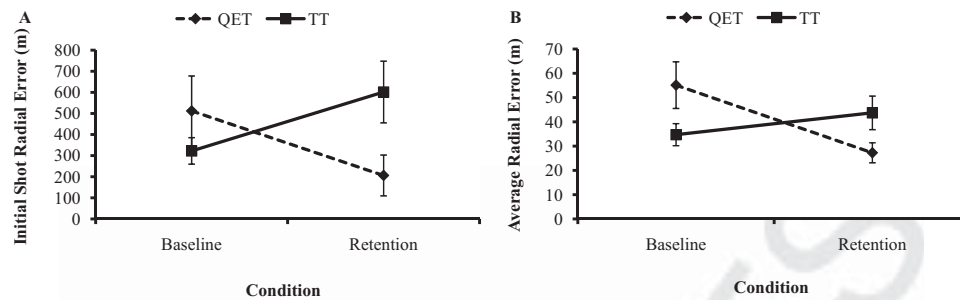 A
QET TT
Initial Shot Radial Error (m)
800
700
600
500
400
300
200
100
0
Baseline Retention
Condition
B
QET TT
Average Radial Error (m)
70
60
50
40
30
20
10
0
Baseline Retention
Condition